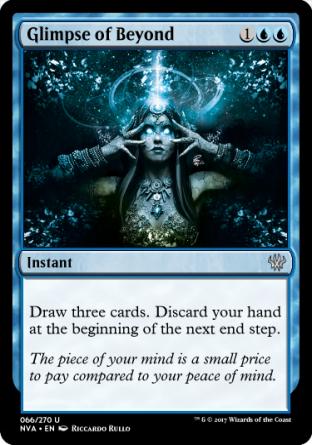 Glimpse of Beyond 1
Instant
Draw three cards. Discard your hand
at the beginning of the next end step.
The piece of your mind is a small price
to pay compared to your peace of mind.
066/270 U
NVA • EN Riccardo Rullo
™ & © 2017 Wizards of the Coast